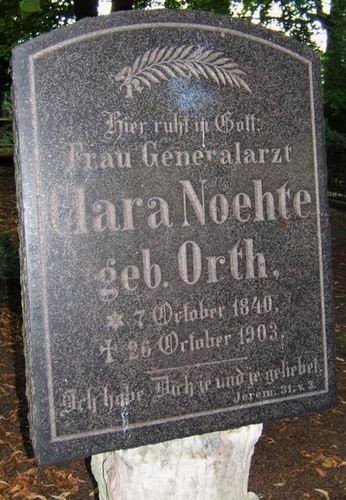 Hier ruht in Gott:
Frau Generalarzt
Clara Noehte
geb. Orth.
✶ 7 October 1840,
✝ 26 October 1903,
Ich habe Dich je und je geliebet.
Jerem. 31. v. 3.